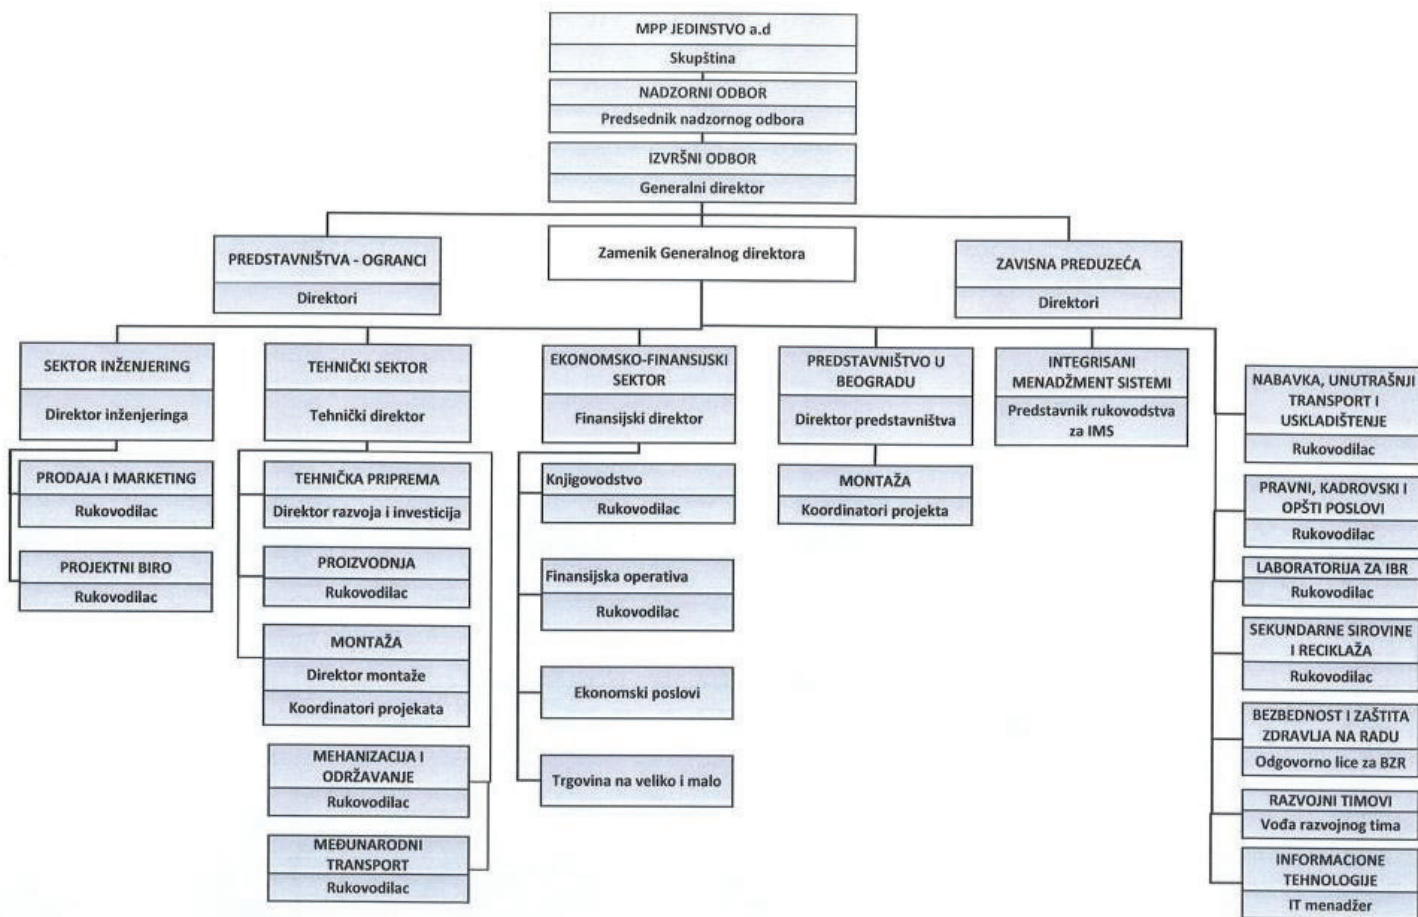 MPP JEDINSTVO a.d
Skupština
NADZORNI ODBOR
Predsednik nadzornog odbora
IZVRŠNI ODBOR
Generalni direktor
PREDSTAVNIŠTVA - OGRANCI
Direktori
Zamenik Generalnog direktora
ZAVISNA PREDUZEĆA
Direktori
SEKTOR INŽENJERING
Direktor inženjeringa
PRODAJA I MARKETING
Rukovodilac
PROJEKTNI BIRO
Rukovodilac
TEHNIČKI SEKTOR
Tehnički direktor
TEHNIČKA PRIPREMA
Direktor razvoja i investicija
PROIZVODNJA
Rukovodilac
MONTAŽA
Direktor montaže
Koordinatori projekata
MEHANIZACIJA I
ODRŽAVANJE
Rukovodilac
MEĐUNARODNI
TRANSPORT
Rukovodilac
EKONOMSKO-FINANSIJSKI
SEKTOR
Finansijski direktor
Knjigovodstvo
Rukovodilac
Finansijska operativa
Rukovodilac
Ekonomski poslovi
Trgovina na veliko i malo
PREDSTAVNIŠTVO U
BEOGRADU
Direktor predstavništva
MONTAŽA
Koordinatori projekta
INTEGRISANI
MENADŽMENT SISTEMI
Predstavnik rukovodstva
za IMS
NABAVKA, UNUTRAŠNJI
TRANSPORT I
USKLADIŠTENJE
Rukovodilac
PRAVNI, KADROVSKI I
OPŠTI POSLOVI
Rukovodilac
LABORATORIJA ZA IBR
Rukovodilac
SEKUNDARNE SIROVINE
I RECIKLAŽA
Rukovodilac
BEZBEDNOST I ZAŠTITA
ZDRAVLJA NA RADU
Odgovorno lice za BZR
RAZVOJNI TIMOVI
Vođa razvojnog tima
INFORMACIONE
TEHNOLOGIJE
IT menadžer